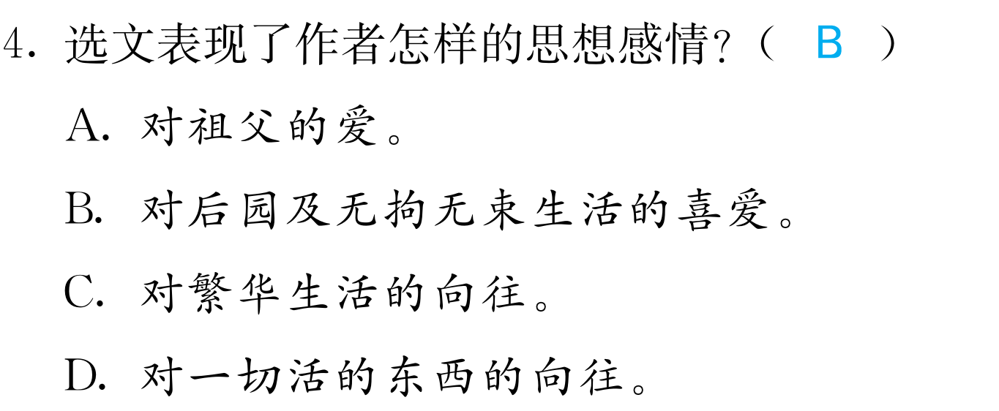 4. 选文表现了作者怎样的思想感情?（ B ）
A. 对祖父的爱。
B. 对后园及无拘无束生活的喜爱。
C. 对繁华生活的向往。
D. 对一切活的东西的向往。